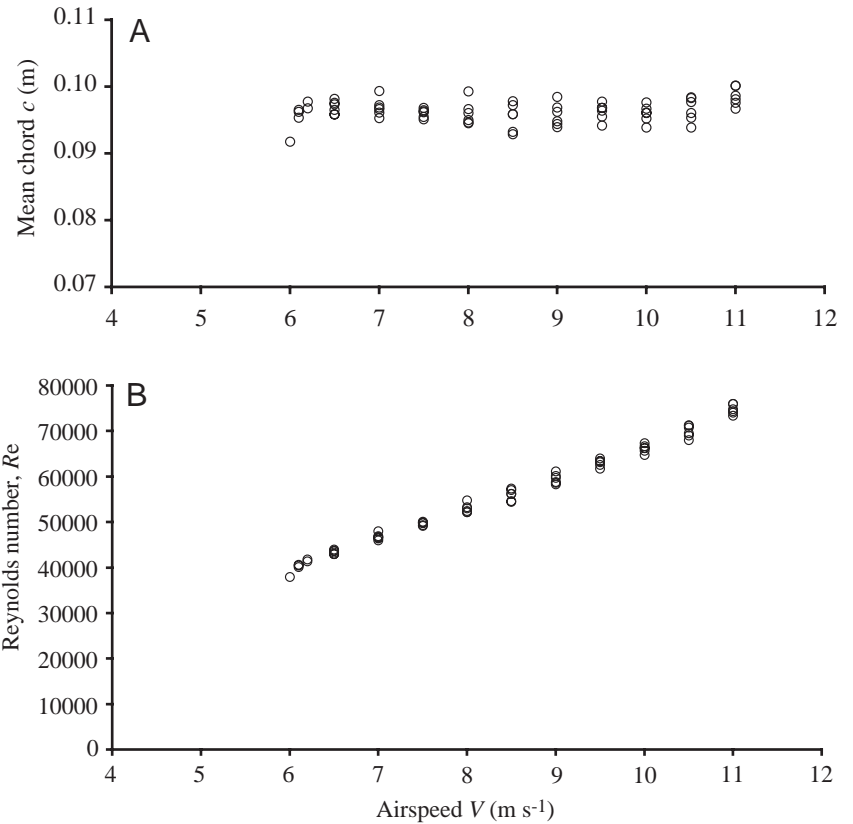 A
0.11
0.10
0.09
0.08
0.07
Mean chord c (m)
4 5 6 7 8 9 10 11 12
B
80000
70000
60000
50000
40000
30000
20000
10000
0
Reynolds number, Re
4 5 6 7 8 9 10 11 12
Airspeed V (m s-1)